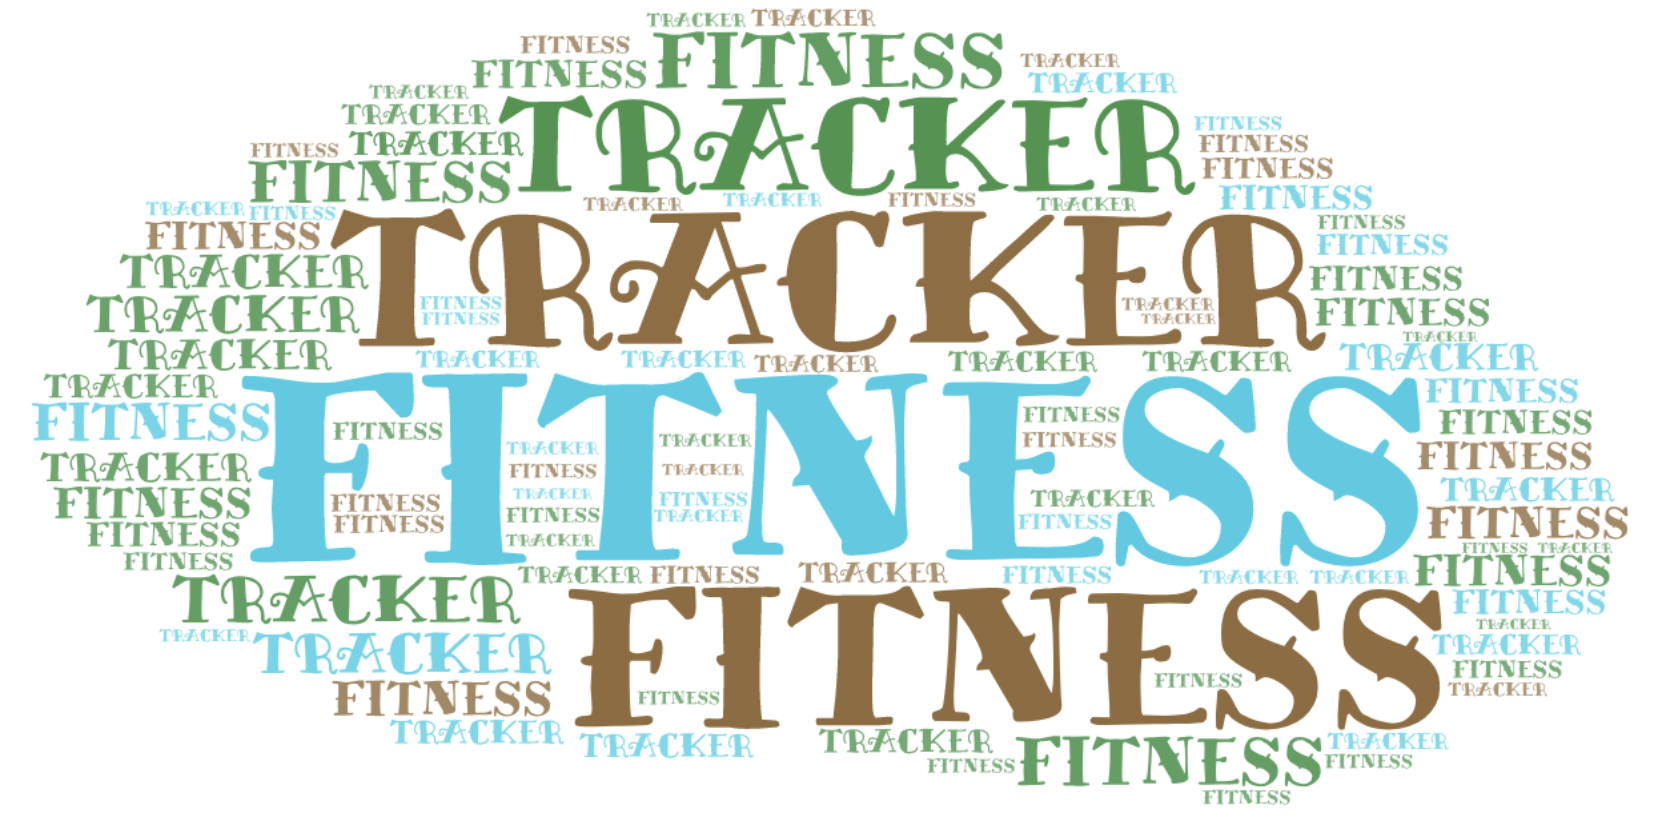 TRACKER TRACKER
FITNESS
FITNESS FITNESS TRACKER
TRACKER
TRACKER
TRACKER TRACKER FITNESS
TRACKER FITNESS
FITNESS FITNESS
FITNESS
TRACKER TRACKER FITNESS TRACKER FITNESS
TRACKER FITNESS
FITNESS TRACKER FITNESS
FITNESS
TRACKER FITNESS
TRACKER FITNESS TRACKER FITNESS
FITNESS TRACKER
TRACKER
TRACKER TRACKER TRACKER TRACKER TRACKER TRACKER TRACKER
TRACKER FITNESS FITNESS
FITNESS FITNESS FITNESS FITNESS
TRACKER TRACKER FITNESS FITNESS
TRACKER FITNESS TRACKER
TRACKER TRACKER
FITNESS FITNESS FITNESS TRACKER
FITNESS FITNESS TRACKER FITNESS FITNESS
FITNESS TRACKER FITNESS TRACKER
FITNESS
TRACKER FITNESS TRACKER FITNESS TRACKER TRACKER FITNESS
TRACKER FITNESS FITNESS
TRACKER TRACKER
TRACKER TRACKER
FITNESS FITNESS
FITNESS FITNESS TRACKER
TRACKER TRACKER TRACKER TRACKER
FITNESS FITNESS FITNESS
FITNESS